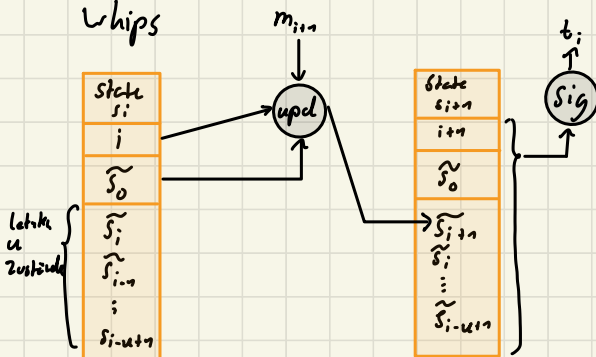 Whips
m_{i+1}
t_i
State
s_i
i
s̃_0
letzte
u
Zustände
s̃_i
s̃_{i-1}
⋮
s_{i-u+1}
upd
State
s_{i+1}
i+1
s̃_0
s̃_{i+1}
s̃_i
⋮
s̃_{i-u+1}
Sig